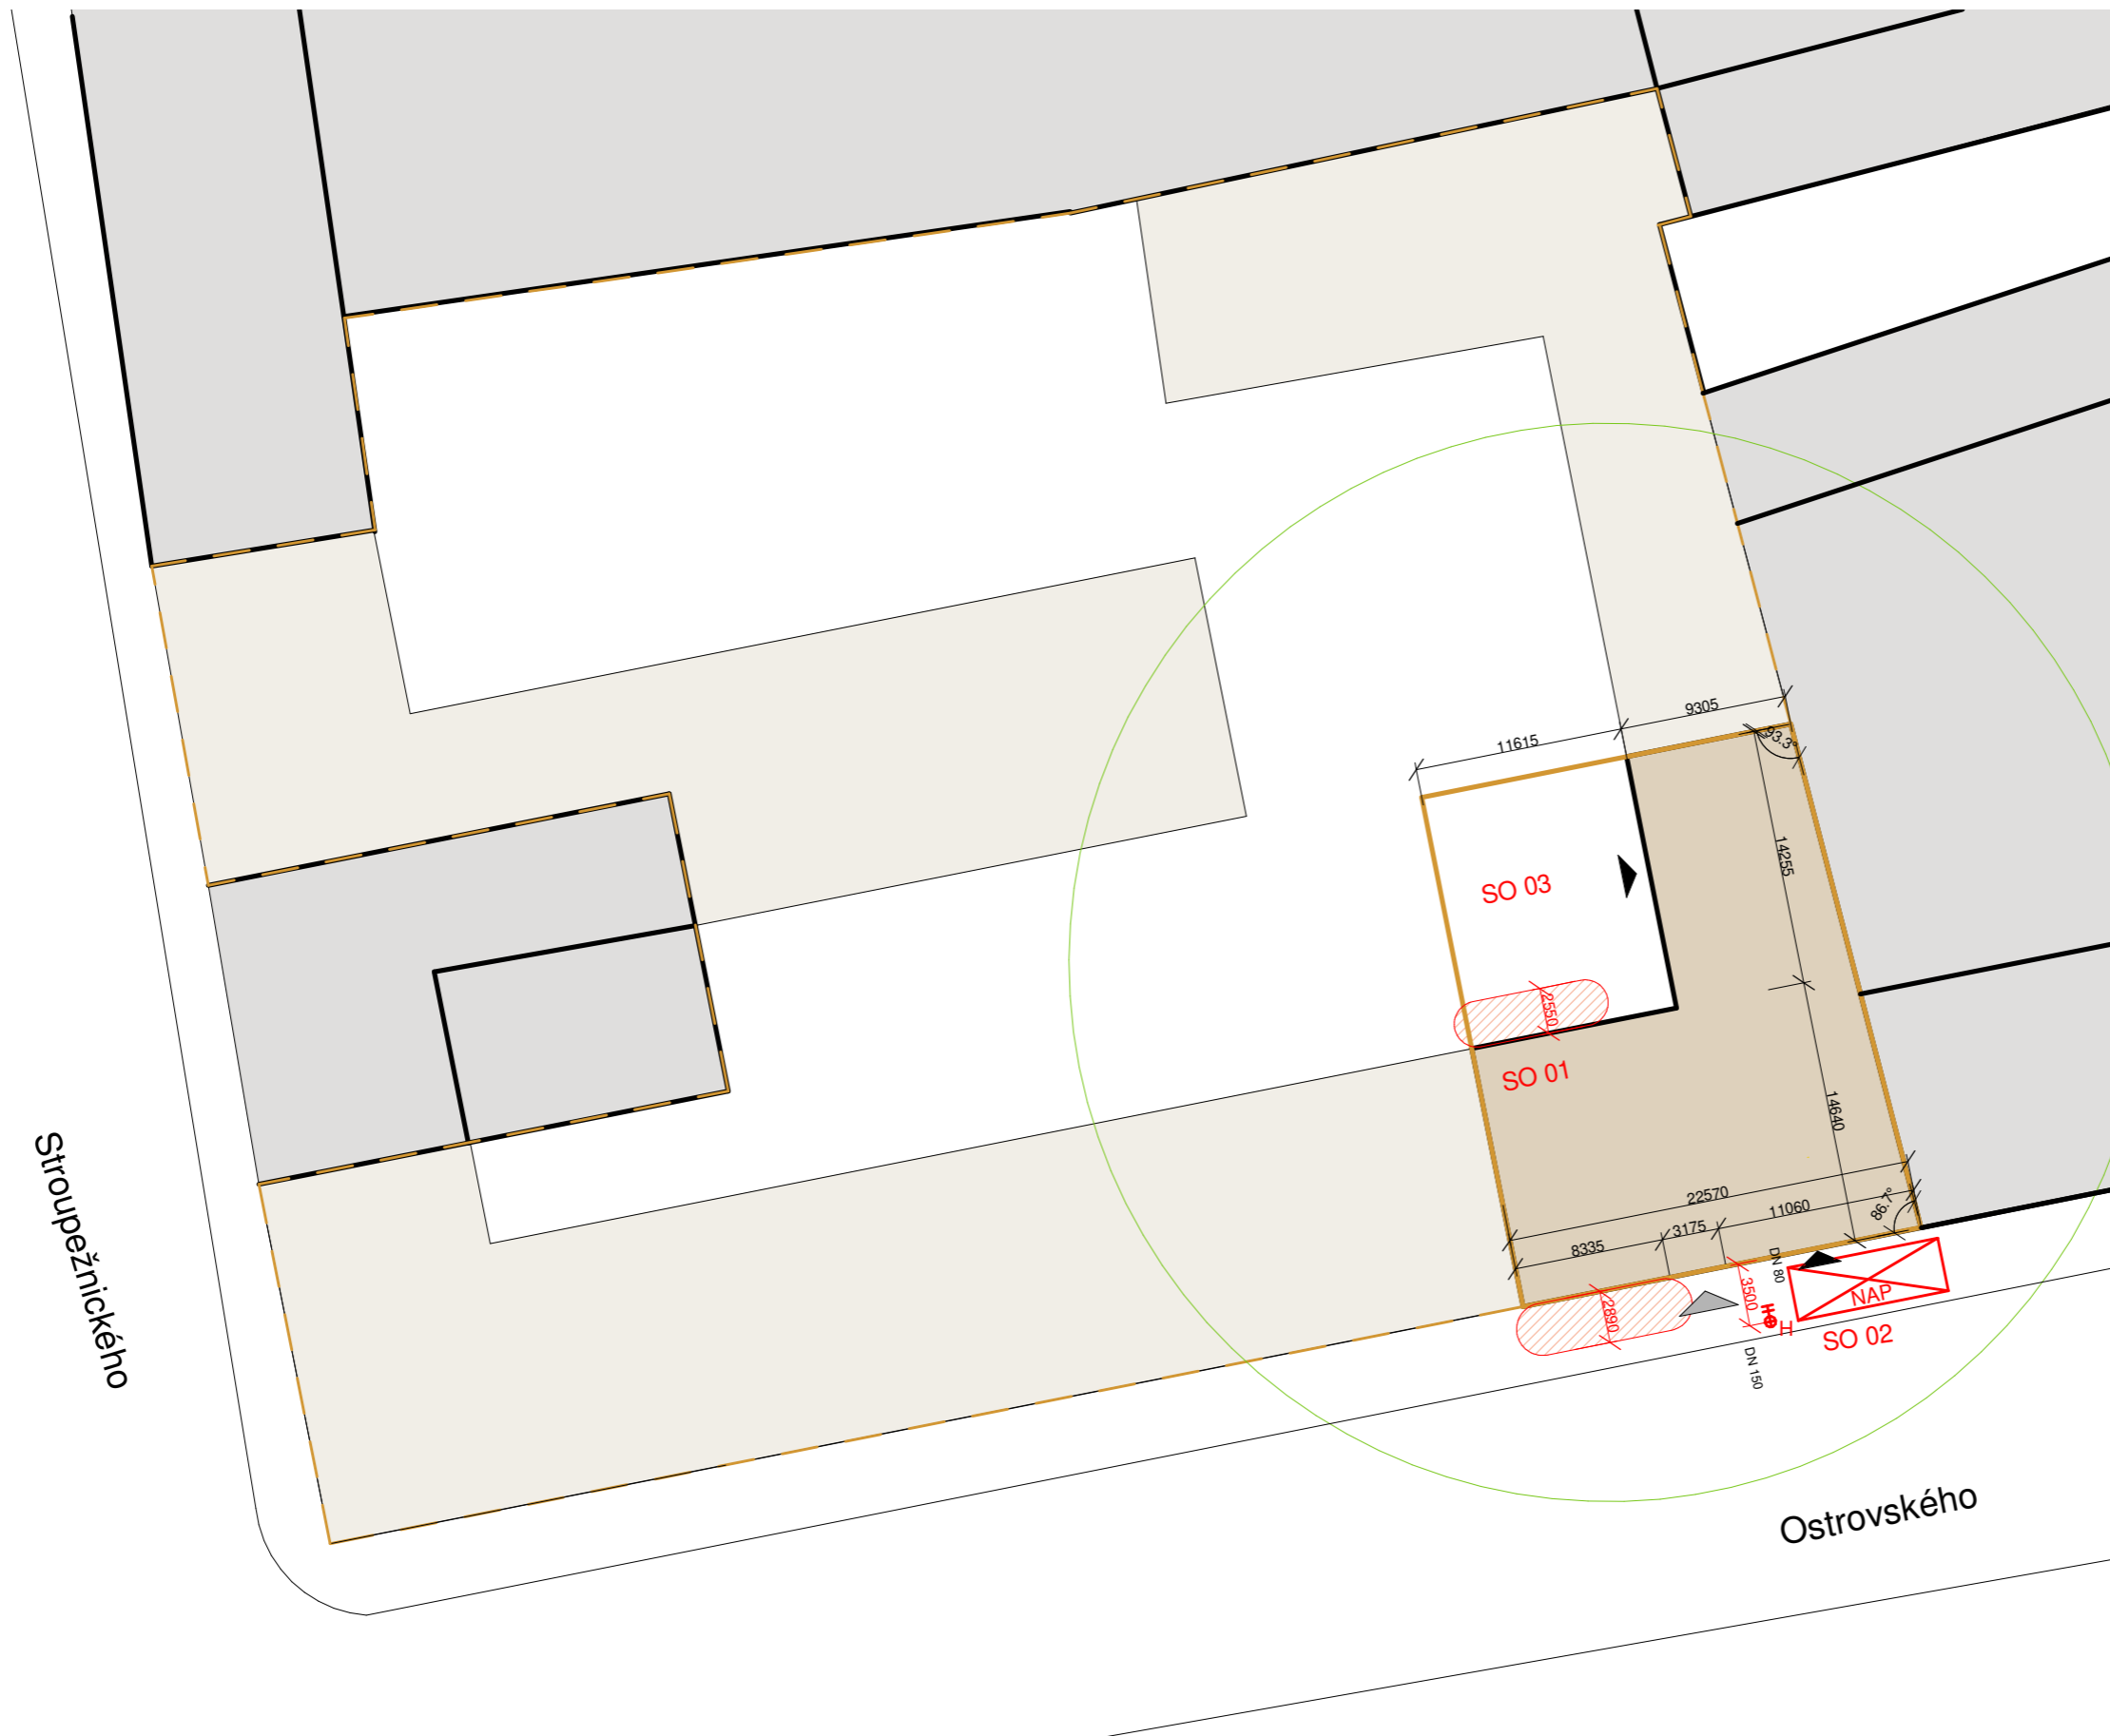 9305
11615
93.3°
14255
SO 03
2550
SO 01
14640
22570
86.7°
11060
3175
8335
DN 80
3500
2890
NAP
H
H
SO 02
DN 150
Stroupežnického
Ostrovského